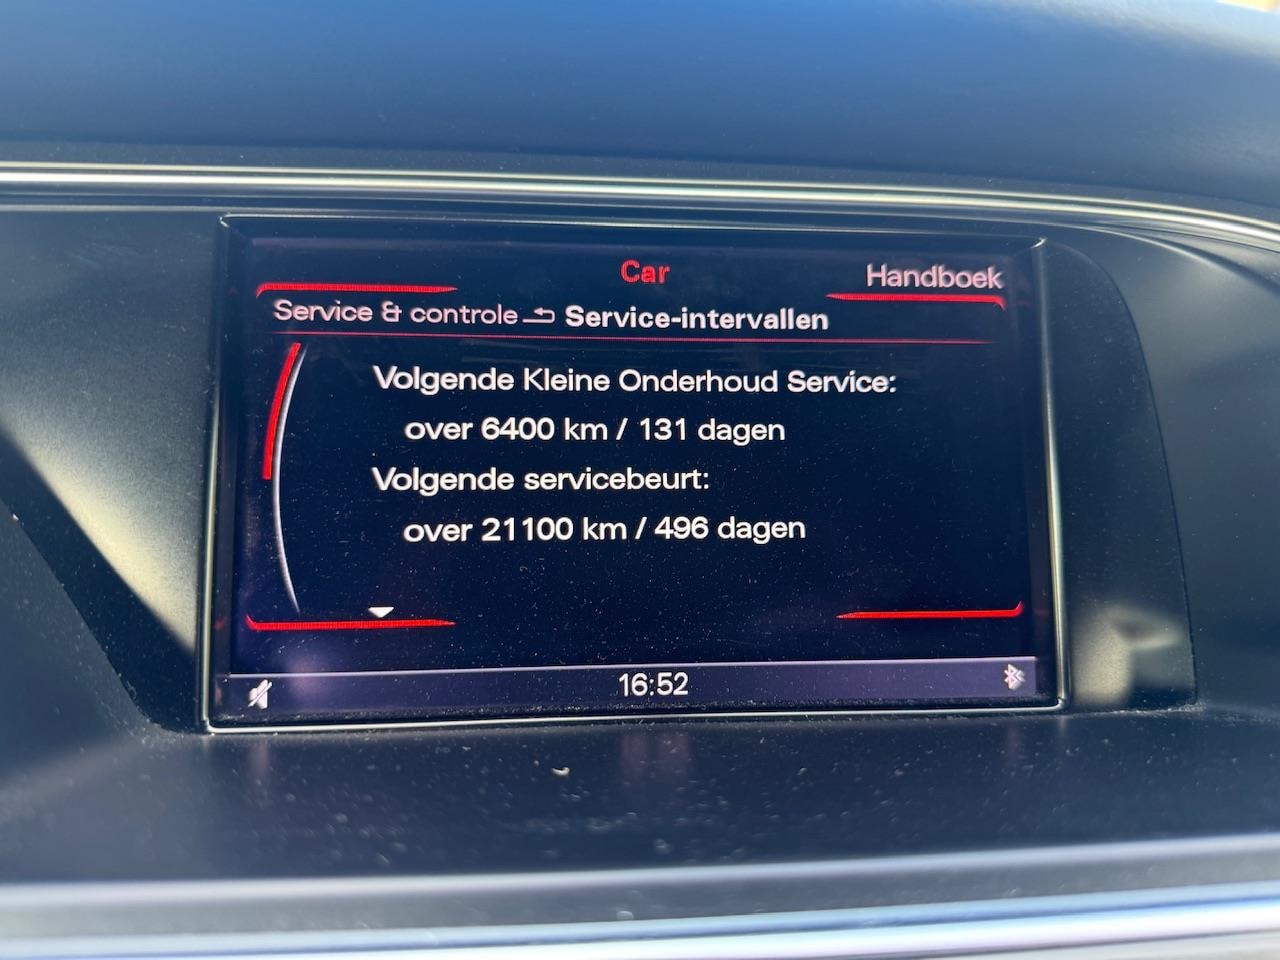 Car
Handboek
Service & controle Service-intervallen
Volgende Kleine Onderhoud Service:
over 6400 km / 131 dagen
Volgende servicebeurt:
over 21100 km / 496 dagen
16:52